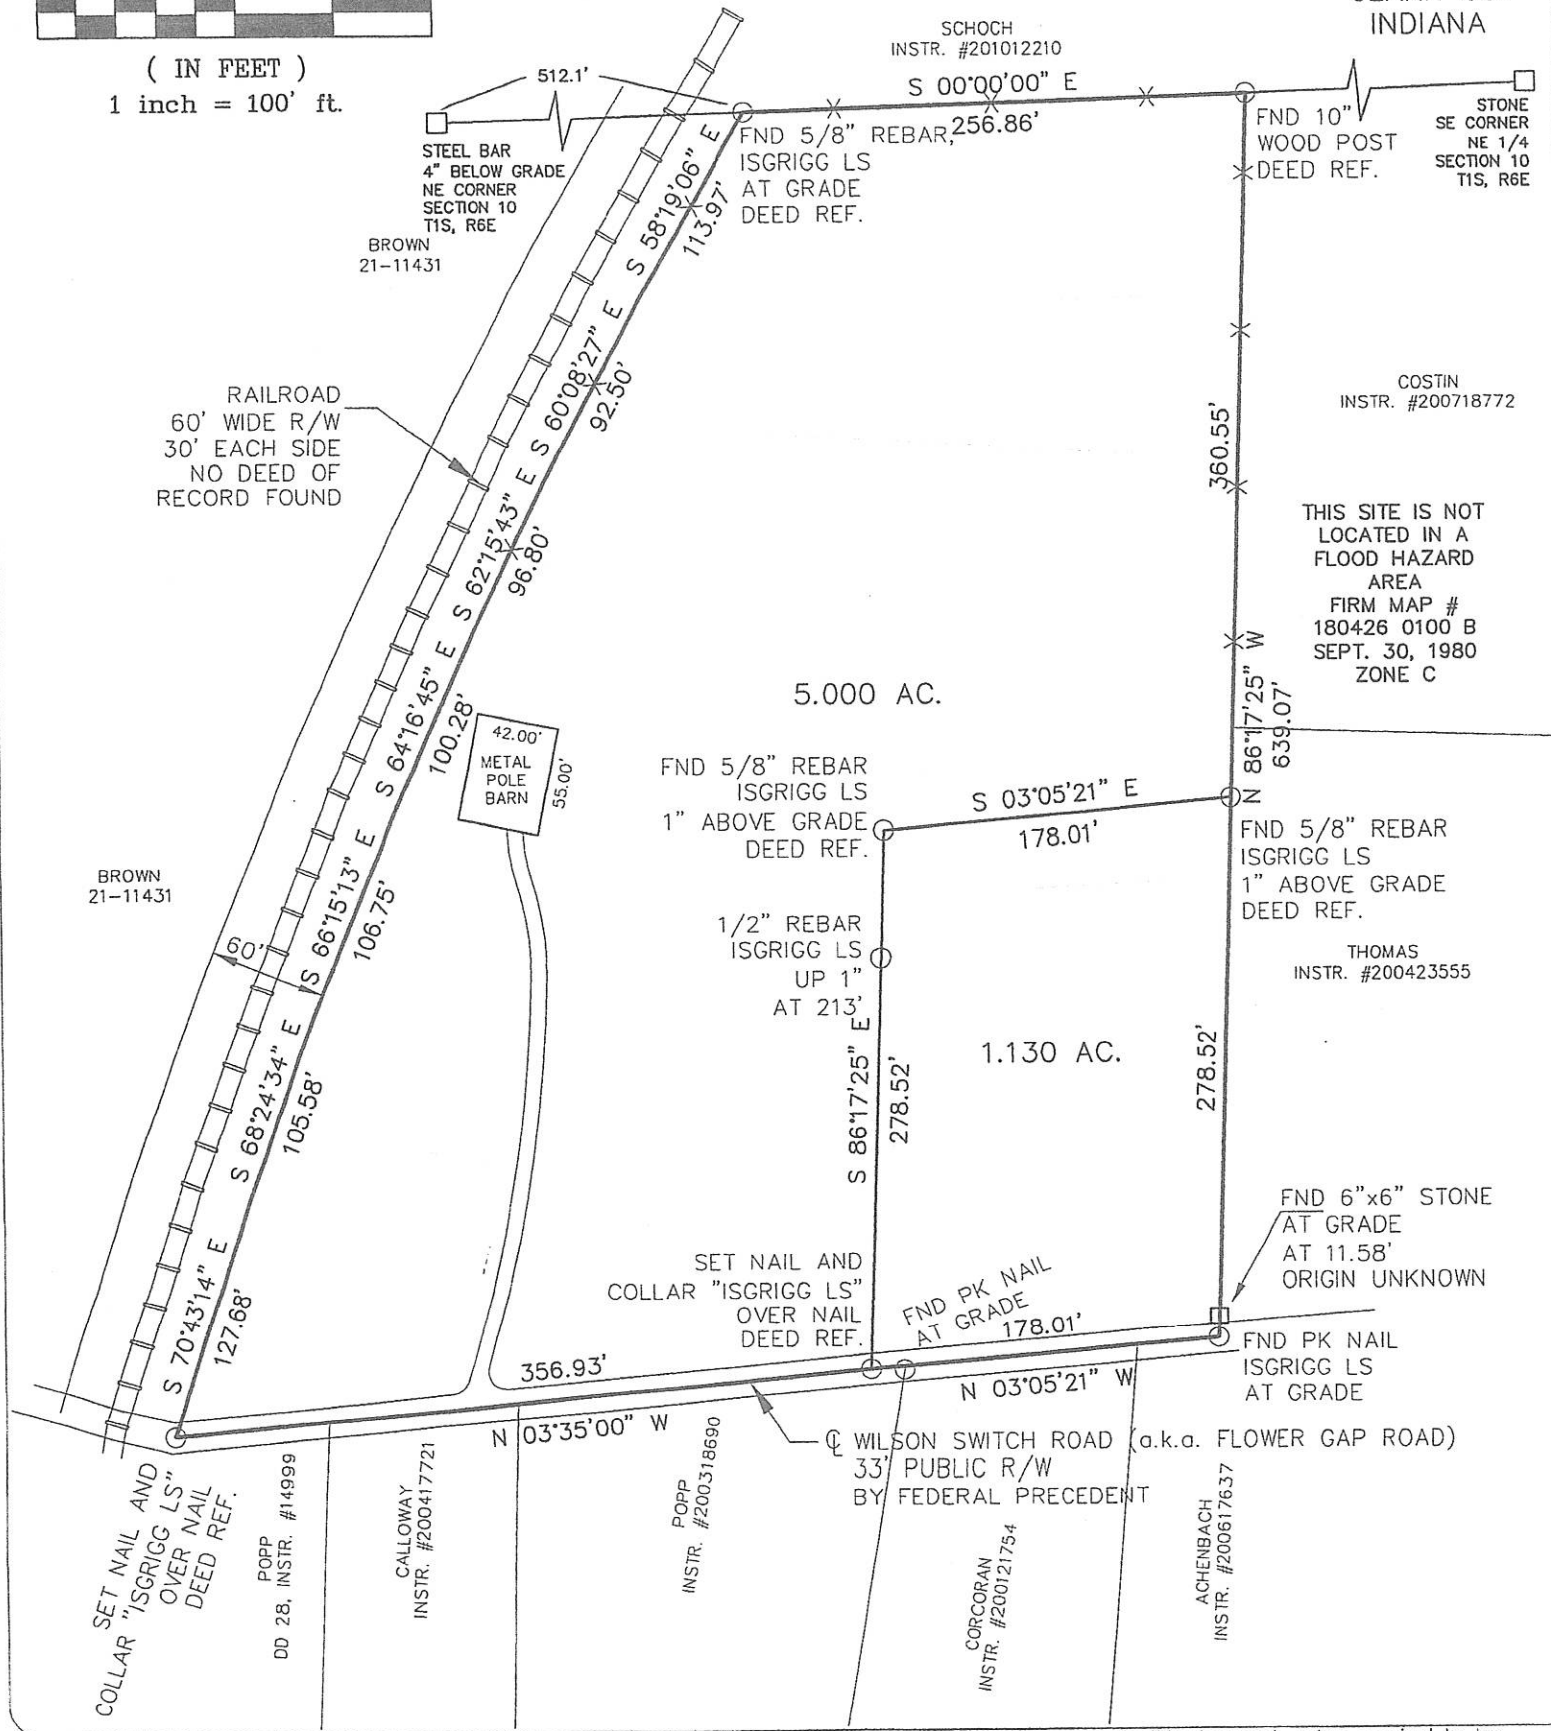 INDIANA
( IN FEET )
1 inch = 100' ft.
SCHOCH
INSTR. #201012210
512.1'
S 00°00'00" E
256.86'
STEEL BAR
4" BELOW GRADE
NE CORNER
SECTION 10
T1S, R6E
FND 5/8" REBAR,
ISGRIGG LS
AT GRADE
DEED REF.
FND 10"
WOOD POST
DEED REF.
STONE
SE CORNER
NE 1/4
SECTION 10
T1S, R6E
BROWN
21-11431
S 58°19'06" E
113.97'
S 60°08'27" E
92.50'
S 62°15'43" E
96.80'
S 64°16'45" E
100.28'
S 66°15'13" E
106.75'
S 68°24'34" E
105.58'
S 70°43'14" E
127.68'
RAILROAD
60' WIDE R/W
30' EACH SIDE
NO DEED OF
RECORD FOUND
COSTIN
INSTR. #200718772
360.55'
THIS SITE IS NOT
LOCATED IN A
FLOOD HAZARD
AREA
FIRM MAP #
180426 0100 B
SEPT. 30, 1980
ZONE C
N 86°17'25" W
639.07'
5.000 AC.
42.00'
METAL
POLE
BARN
55.00'
FND 5/8" REBAR
ISGRIGG LS
1" ABOVE GRADE
DEED REF.
S 03°05'21" E
178.01'
FND 5/8" REBAR
ISGRIGG LS
1" ABOVE GRADE
DEED REF.
BROWN
21-11431
60'
1/2" REBAR
ISGRIGG LS
UP 1"
AT 213'
THOMAS
INSTR. #200423555
S 86°17'25" E
278.52'
1.130 AC.
278.52'
FND 6"x6" STONE
AT GRADE
AT 11.58'
ORIGIN UNKNOWN
SET NAIL AND
COLLAR "ISGRIGG LS"
OVER NAIL
DEED REF.
FND PK NAIL
AT GRADE
178.01'
FND PK NAIL
ISGRIGG LS
AT GRADE
356.93'
N 03°05'21" W
N 03°35'00" W
℄ WILSON SWITCH ROAD (a.k.a. FLOWER GAP ROAD)
33' PUBLIC R/W
BY FEDERAL PRECEDENT
SET NAIL AND
COLLAR "ISGRIGG LS"
OVER NAIL
DEED REF.
POPP
DD 28, INSTR. #14999
CALLOWAY
INSTR. #200417721
POPP
INSTR. #200318690
CORCORAN
INSTR. #200121754
ACHENBACH
INSTR. #200617637